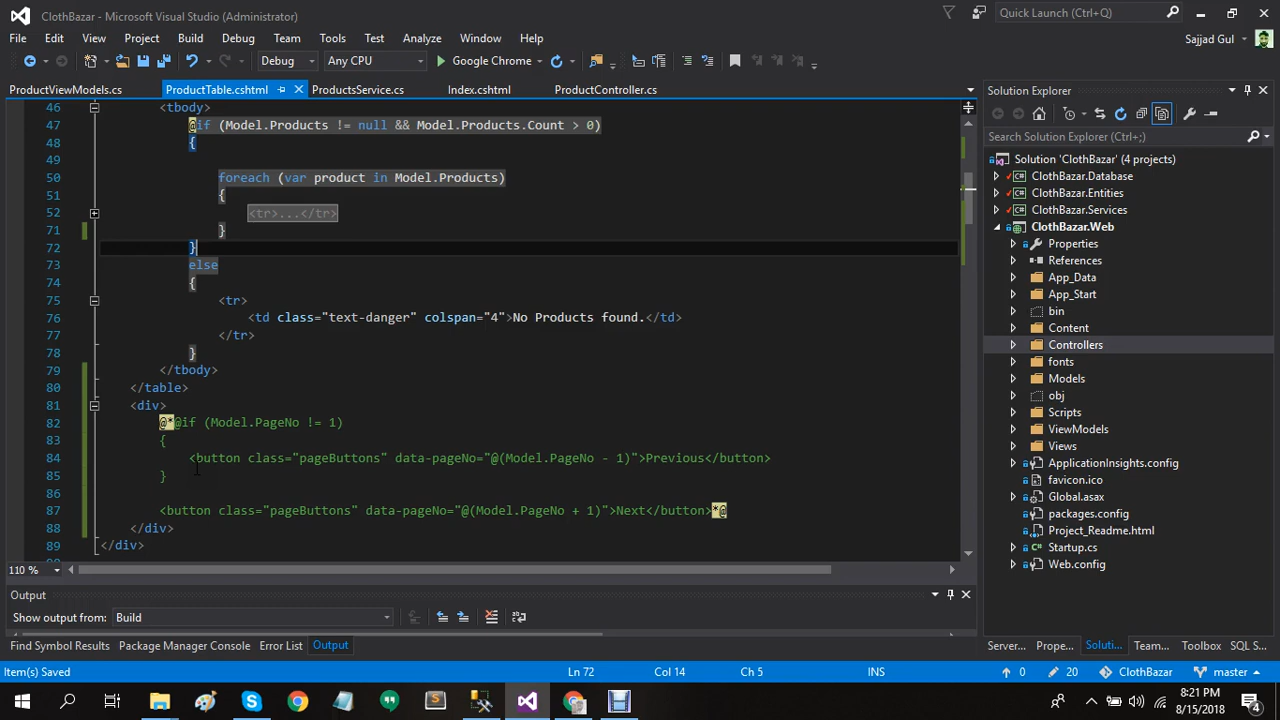 ClothBazar - Microsoft Visual Studio (Administrator)
Quick Launch (Ctrl+Q)
File Edit View Project Build Debug Team Tools Test Analyze Window Help
Sajjad Gul
Debug Any CPU Google Chrome
ProductViewModels.cs ProductTable.cshtml ProductsService.cs Index.cshtml ProductController.cs
46 <tbody>
47 @if (Model.Products != null && Model.Products.Count > 0)
48 {
49
50 foreach (var product in Model.Products)
51 {
52 <tr>...</tr>
71 }
72 }
73 else
74 {
75 <tr>
76 <td class="text-danger" colspan="4">No Products found.</td>
77 </tr>
78 }
79 </tbody>
80 </table>
81 <div>
82 @*@if (Model.PageNo != 1)
83 {
84 <button class="pageButtons" data-pageNo="@(Model.PageNo - 1)">Previous</button>
85 }
86
87 <button class="pageButtons" data-pageNo="@(Model.PageNo + 1)">Next</button>*@
88 </div>
89 </div>
110 %
Output
Show output from: Build
Find Symbol Results Package Manager Console Error List Output
Solution Explorer
Search Solution Explorer (Ctrl+;)
Solution 'ClothBazar' (4 projects)
ClothBazar.Database
ClothBazar.Entities
ClothBazar.Services
ClothBazar.Web
Properties
References
App_Data
App_Start
bin
Content
Controllers
fonts
Models
obj
Scripts
ViewModels
Views
ApplicationInsights.config
favicon.ico
Global.asax
packages.config
Project_Readme.html
Startup.cs
Web.config
Server... Prope... Soluti... Team... Toolbox SQL S...
Item(s) Saved Ln 72 Col 14 Ch 5 INS 0 20 ClothBazar master
8:21 PM
8/15/2018
4